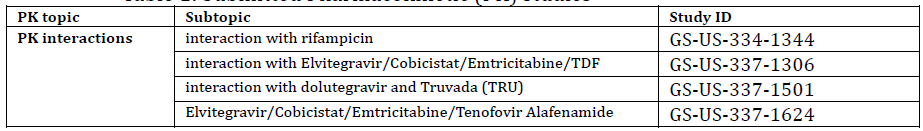 PK topic Subtopic Study ID
PK interactions interaction with rifampicin GS-US-334-1344
interaction with Elvitegravir/Cobicistat/Emtricitabine/TDF GS-US-337-1306
interaction with dolutegravir and Truvada (TRU) GS-US-337-1501
Elvitegravir/Cobicistat/Emtricitabine/Tenofovir Alafenamide GS-US-337-1624